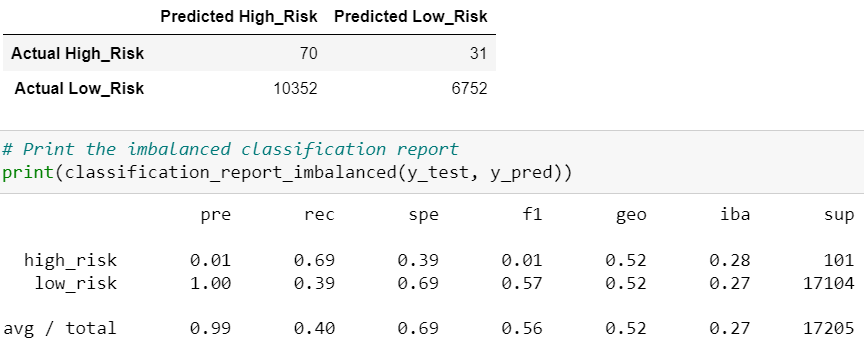 Predicted High_Risk Predicted Low_Risk
Actual High_Risk 70 31
Actual Low_Risk 10352 6752
# Print the imbalanced classification report
print(classification_report_imbalanced(y_test, y_pred))
pre rec spe f1 geo iba sup
high_risk 0.01 0.69 0.39 0.01 0.52 0.28 101
low_risk 1.00 0.39 0.69 0.57 0.52 0.27 17104
avg / total 0.99 0.40 0.69 0.56 0.52 0.27 17205